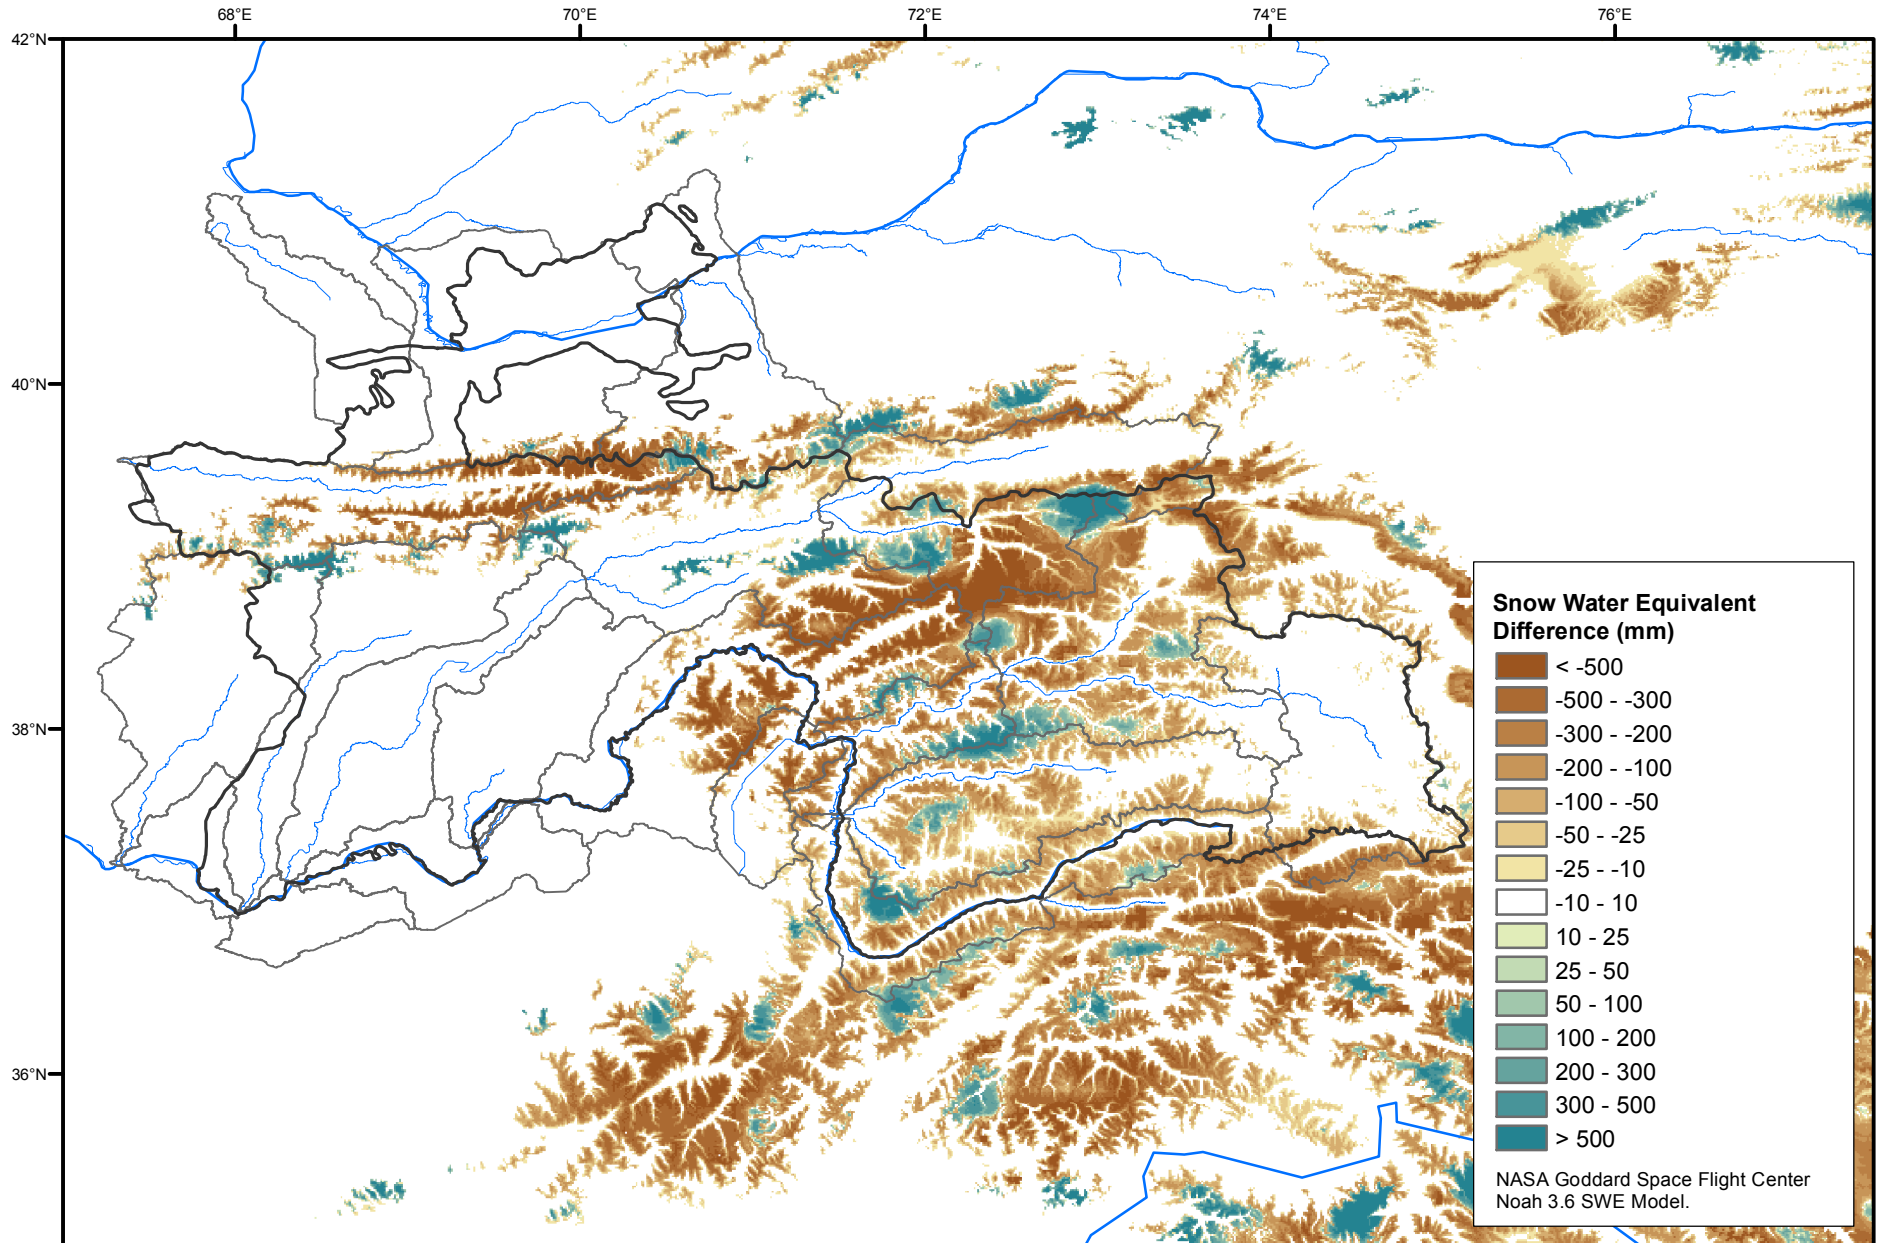 68°E
70°E
72°E
74°E
76°E
42°N
40°N
38°N
36°N
Snow Water Equivalent
Difference (mm)
< -500
-500 - -300
-300 - -200
-200 - -100
-100 - -50
-50 - -25
-25 - -10
-10 - 10
10 - 25
25 - 50
50 - 100
100 - 200
200 - 300
300 - 500
> 500
NASA Goddard Space Flight Center
Noah 3.6 SWE Model.